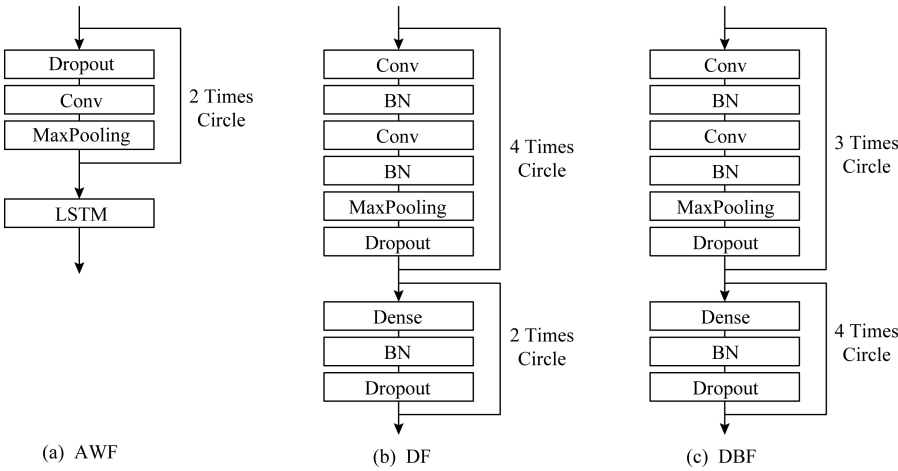 Dropout
Conv
MaxPooling
2 Times
Circle
LSTM
(a) AWF
Conv
BN
Conv
BN
MaxPooling
Dropout
4 Times
Circle
Dense
BN
Dropout
2 Times
Circle
(b) DF
Conv
BN
Conv
BN
MaxPooling
Dropout
3 Times
Circle
Dense
BN
Dropout
4 Times
Circle
(c) DBF